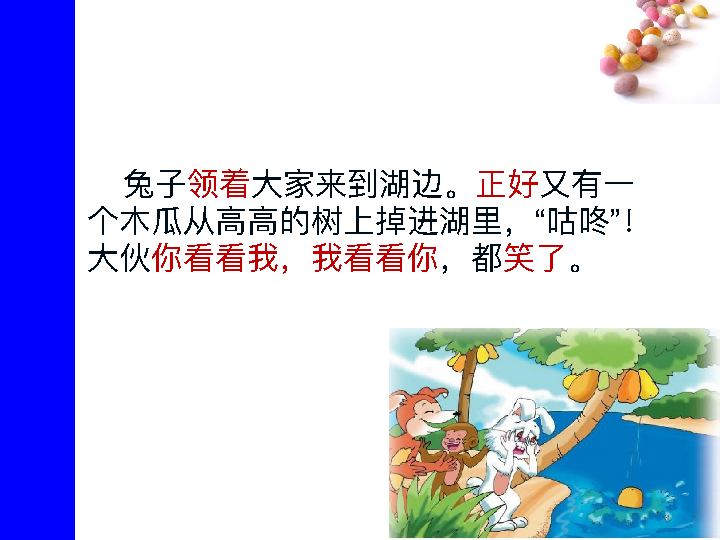 兔子领着大家来到湖边。正好又有一
个木瓜从高高的树上掉进湖里，“咕咚”！
大伙你看看我，我看看你，都笑了。